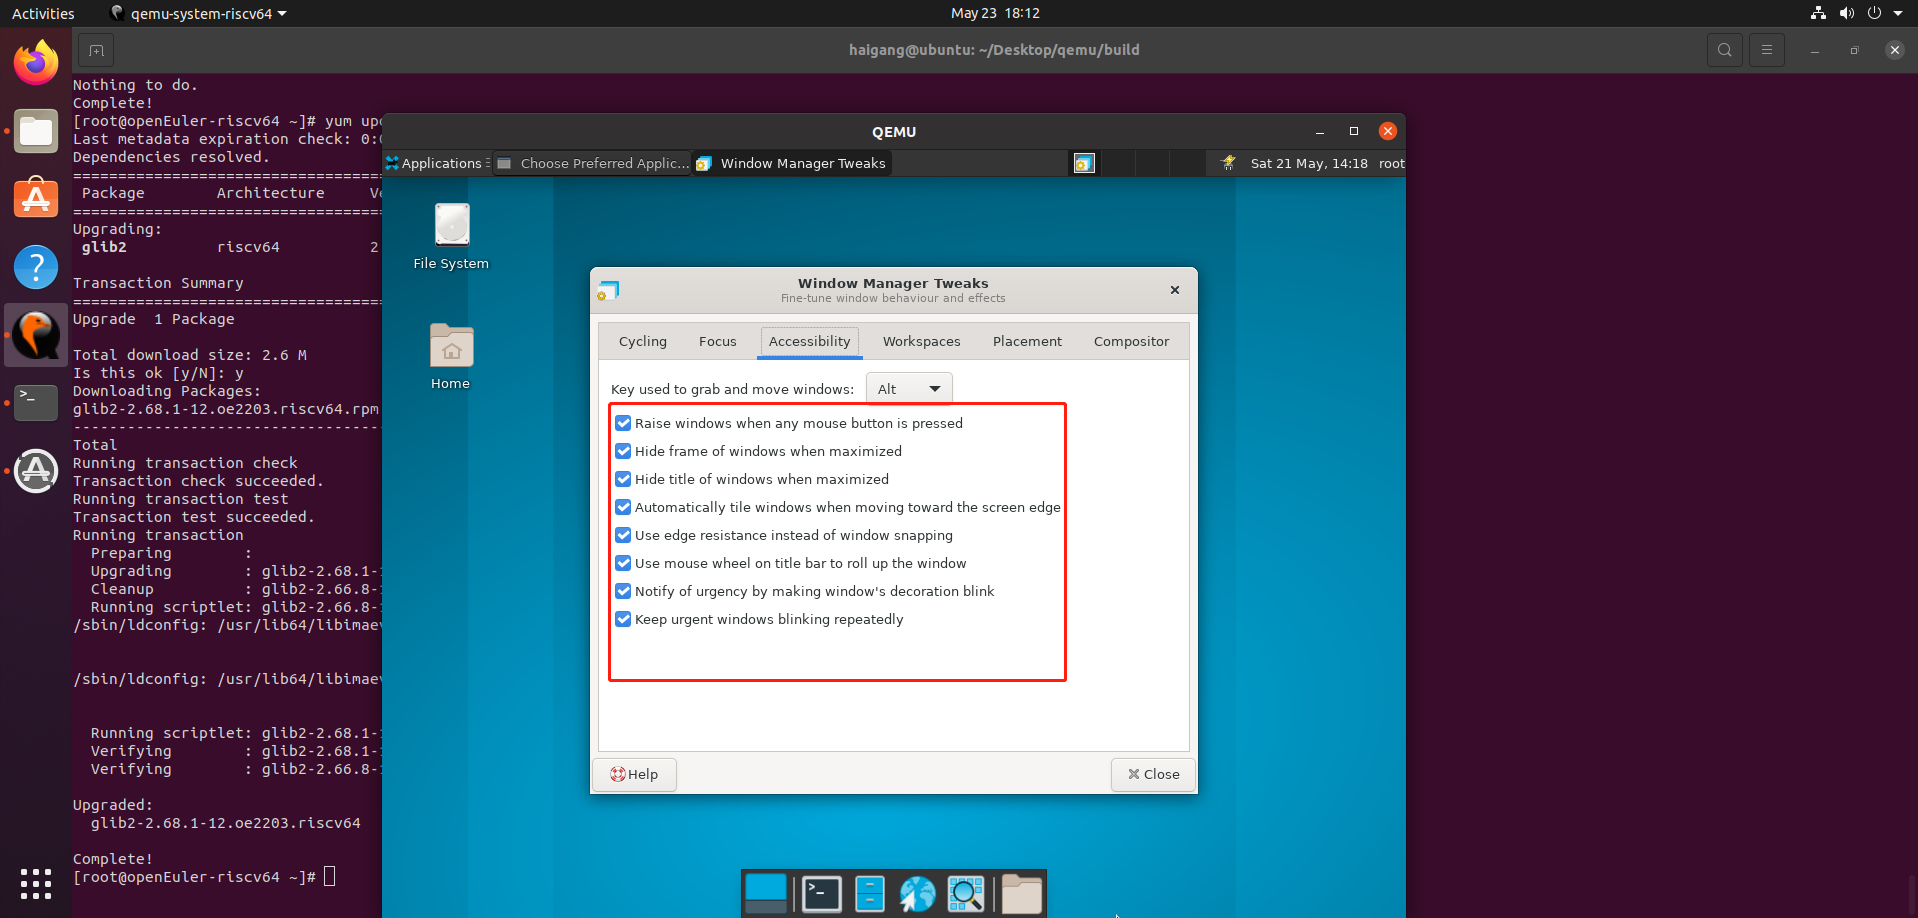 Activities
qemu-system-riscv64
May 23 18:12
haigang@ubuntu: ~/Desktop/qemu/build
Nothing to do.
Complete!
[root@openEuler-riscv64 ~]# yum
Last metadata expiration check:
Dependencies resolved.
================================
Package Architecture
================================
Upgrading:
glib2 riscv64 2
Transaction Summary
================================
Upgrade 1 Package
Total download size: 2.6 M
Is this ok [y/N]: y
Downloading Packages:
glib2-2.68.1-12.oe2203.riscv64.rpm
--------------------------------
Total
Running transaction check
Transaction check succeeded.
Running transaction test
Transaction test succeeded.
Running transaction
Preparing :
Upgrading : glib2-2.68.1-
Cleanup : glib2-2.66.8-
Running scriptlet: glib2-2.66.8-
/sbin/ldconfig: /usr/lib64/libimaev
/sbin/ldconfig: /usr/lib64/libimaev
Running scriptlet: glib2-2.68.1-
Verifying : glib2-2.68.1-
Verifying : glib2-2.66.8-
Upgraded:
glib2-2.68.1-12.oe2203.riscv64
Complete!
[root@openEuler-riscv64 ~]#
QEMU
Applications
Choose Preferred Applic...
Window Manager Tweaks
Sat 21 May, 14:18
root
File System
Home
Window Manager Tweaks
Fine-tune window behaviour and effects
Cycling
Focus
Accessibility
Workspaces
Placement
Compositor
Key used to grab and move windows:
Alt
Raise windows when any mouse button is pressed
Hide frame of windows when maximized
Hide title of windows when maximized
Automatically tile windows when moving toward the screen edge
Use edge resistance instead of window snapping
Use mouse wheel on title bar to roll up the window
Notify of urgency by making window's decoration blink
Keep urgent windows blinking repeatedly
Help
Close